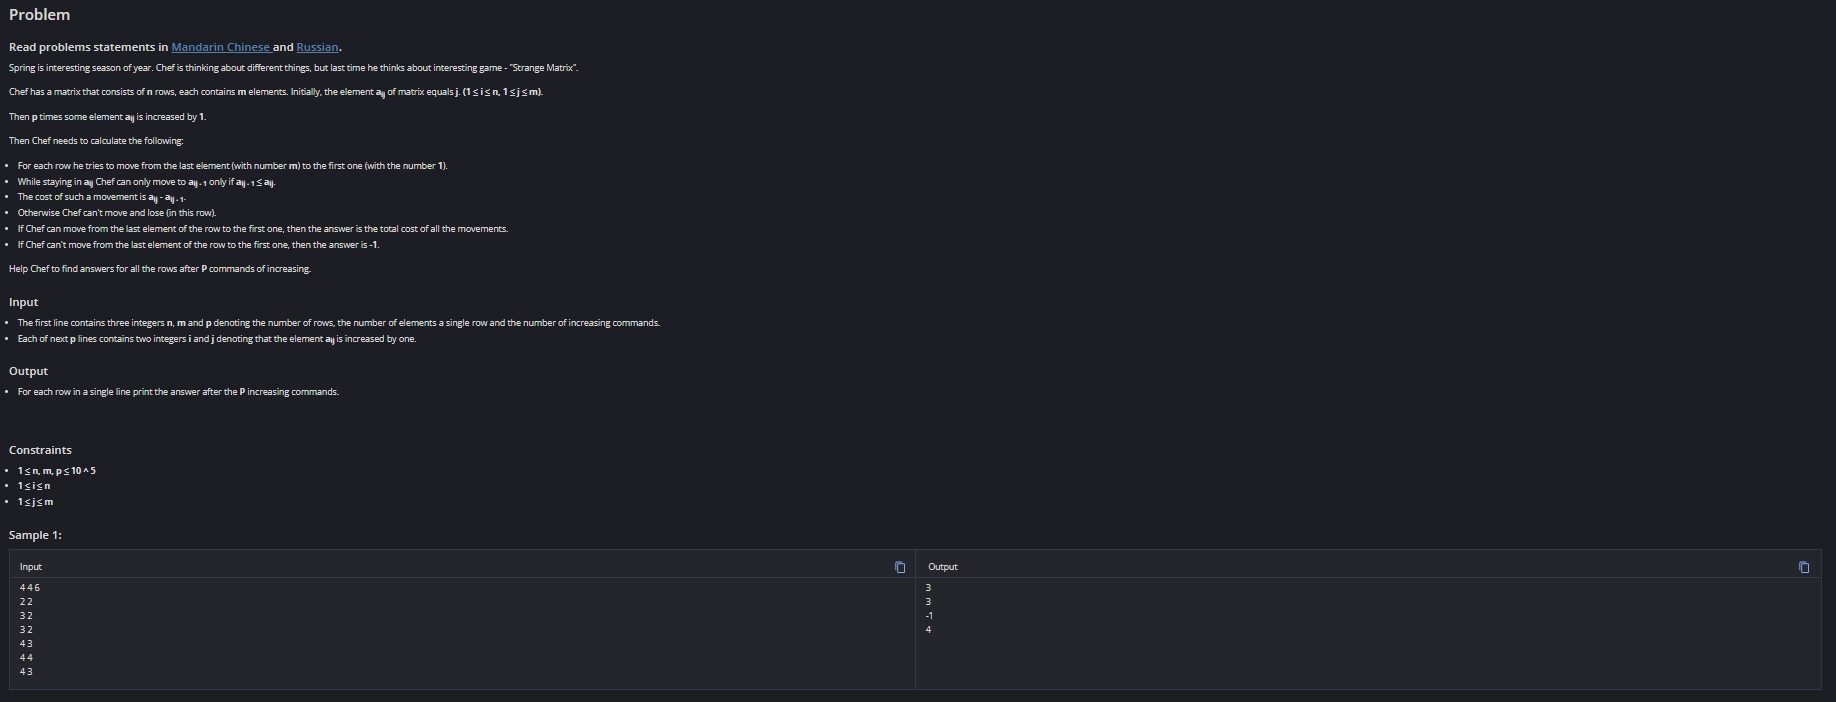 Problem
Read problems statements in Mandarin Chinese and Russian.
Spring is interesting season of year. Chef is thinking about different things, but last time he thinks about interesting game - "Strange Matrix".
Chef has a matrix that consists of n rows, each contains m elements. Initially, the element aij of matrix equals j. (1 ≤ i ≤ n, 1 ≤ j ≤ m).
Then p times some element aij is increased by 1.
Then Chef needs to calculate the following:
• For each row he tries to move from the last element (with number m) to the first one (with the number 1).
• While staying in aij Chef can only move to aij - 1 only if aij - 1 ≤ aij.
• The cost of such a movement is aij - aij - 1.
• Otherwise Chef can't move and lose (in this row).
• If Chef can move from the last element of the row to the first one, then the answer is the total cost of all the movements.
• If Chef can't move from the last element of the row to the first one, then the answer is -1.
Help Chef to find answers for all the rows after P commands of increasing.
Input
• The first line contains three integers n, m and p denoting the number of rows, the number of elements a single row and the number of increasing commands.
• Each of next p lines contains two integers i and j denoting that the element aij is increased by one.
Output
• For each row in a single line print the answer after the P increasing commands.
Constraints
• 1 ≤ n, m, p ≤ 10 ^ 5
• 1 ≤ i ≤ n
• 1 ≤ j ≤ m
Sample 1:
Input Output
4 4 6
2 2
3 2
3 2
4 3
4 4
4 3
3
3
-1
4